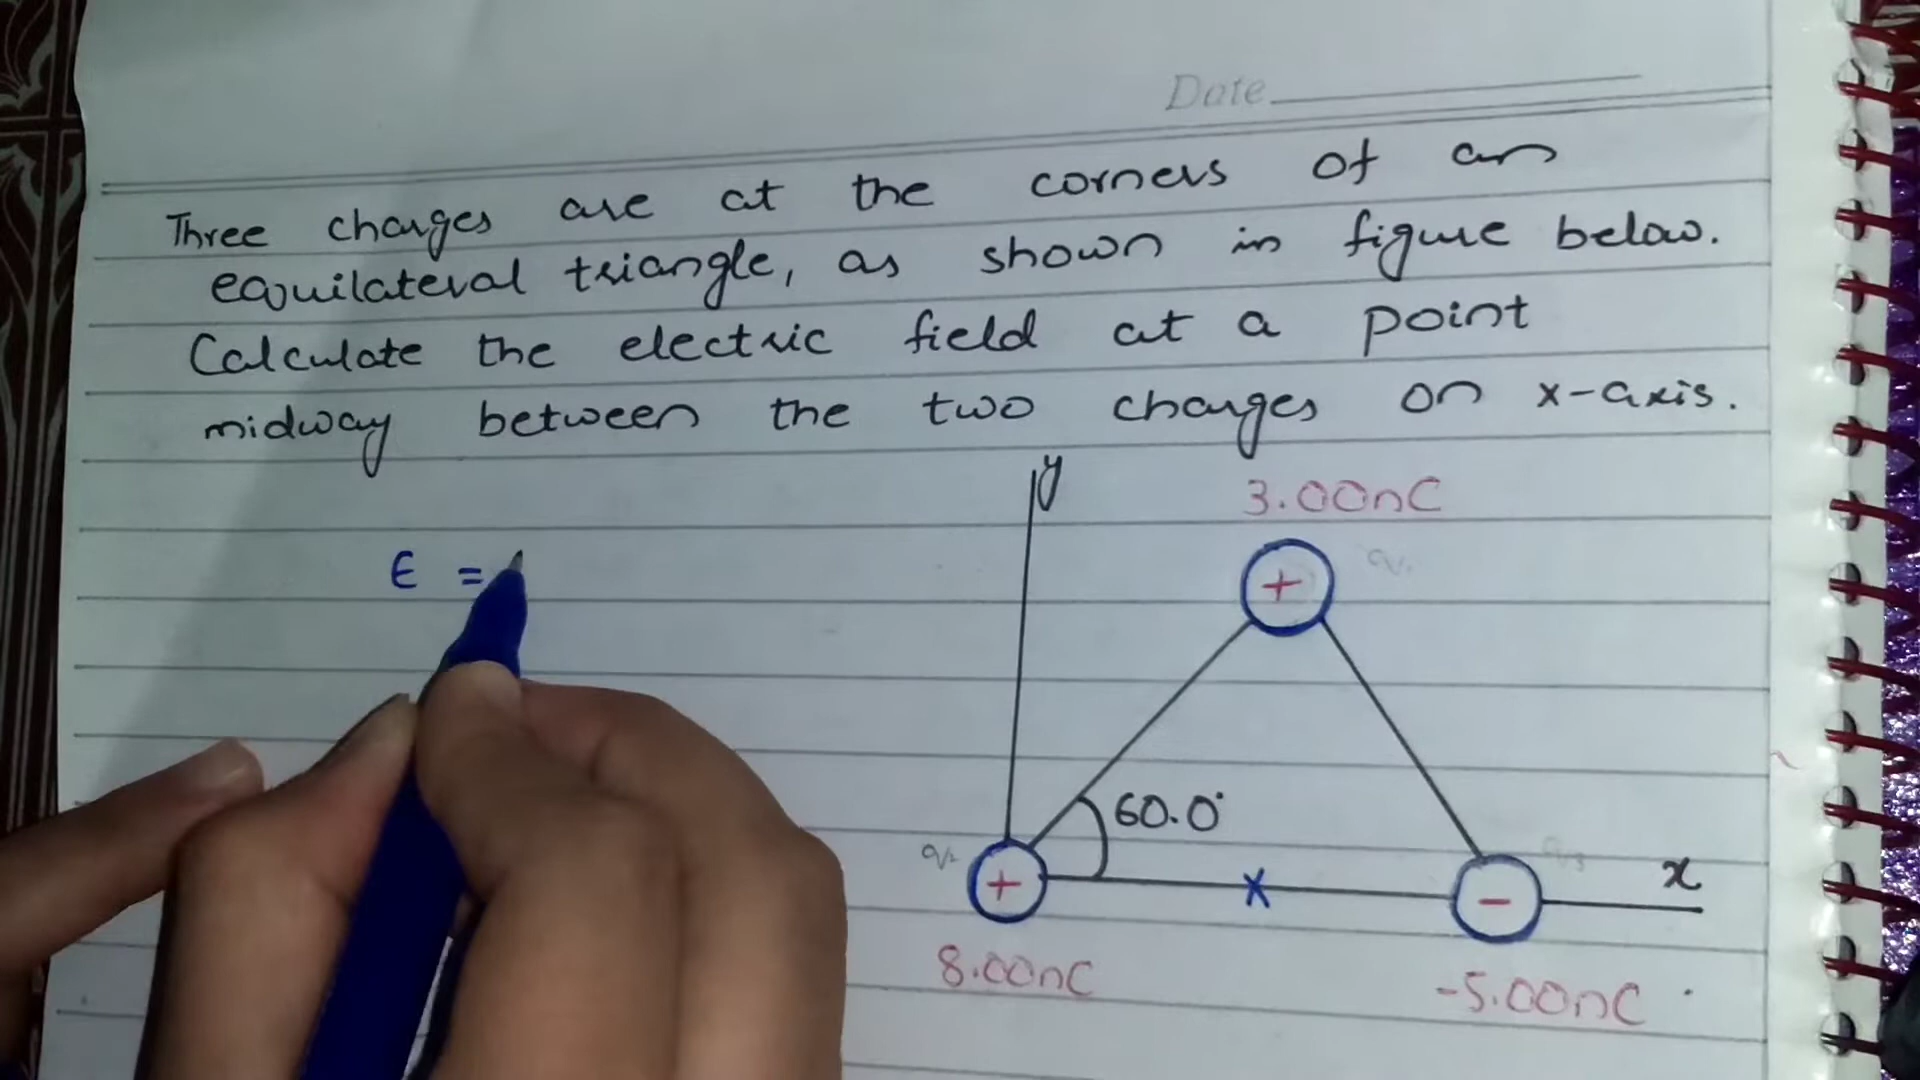 Date
Three charges are at the corners of an
equilateral triangle, as shown in figure below.
Calculate the electric field at a point
midway between the two charges on x-axis.
y
3.00nC
+
E =
60.0°
+
x
-
x
8.00nC
-5.00nC